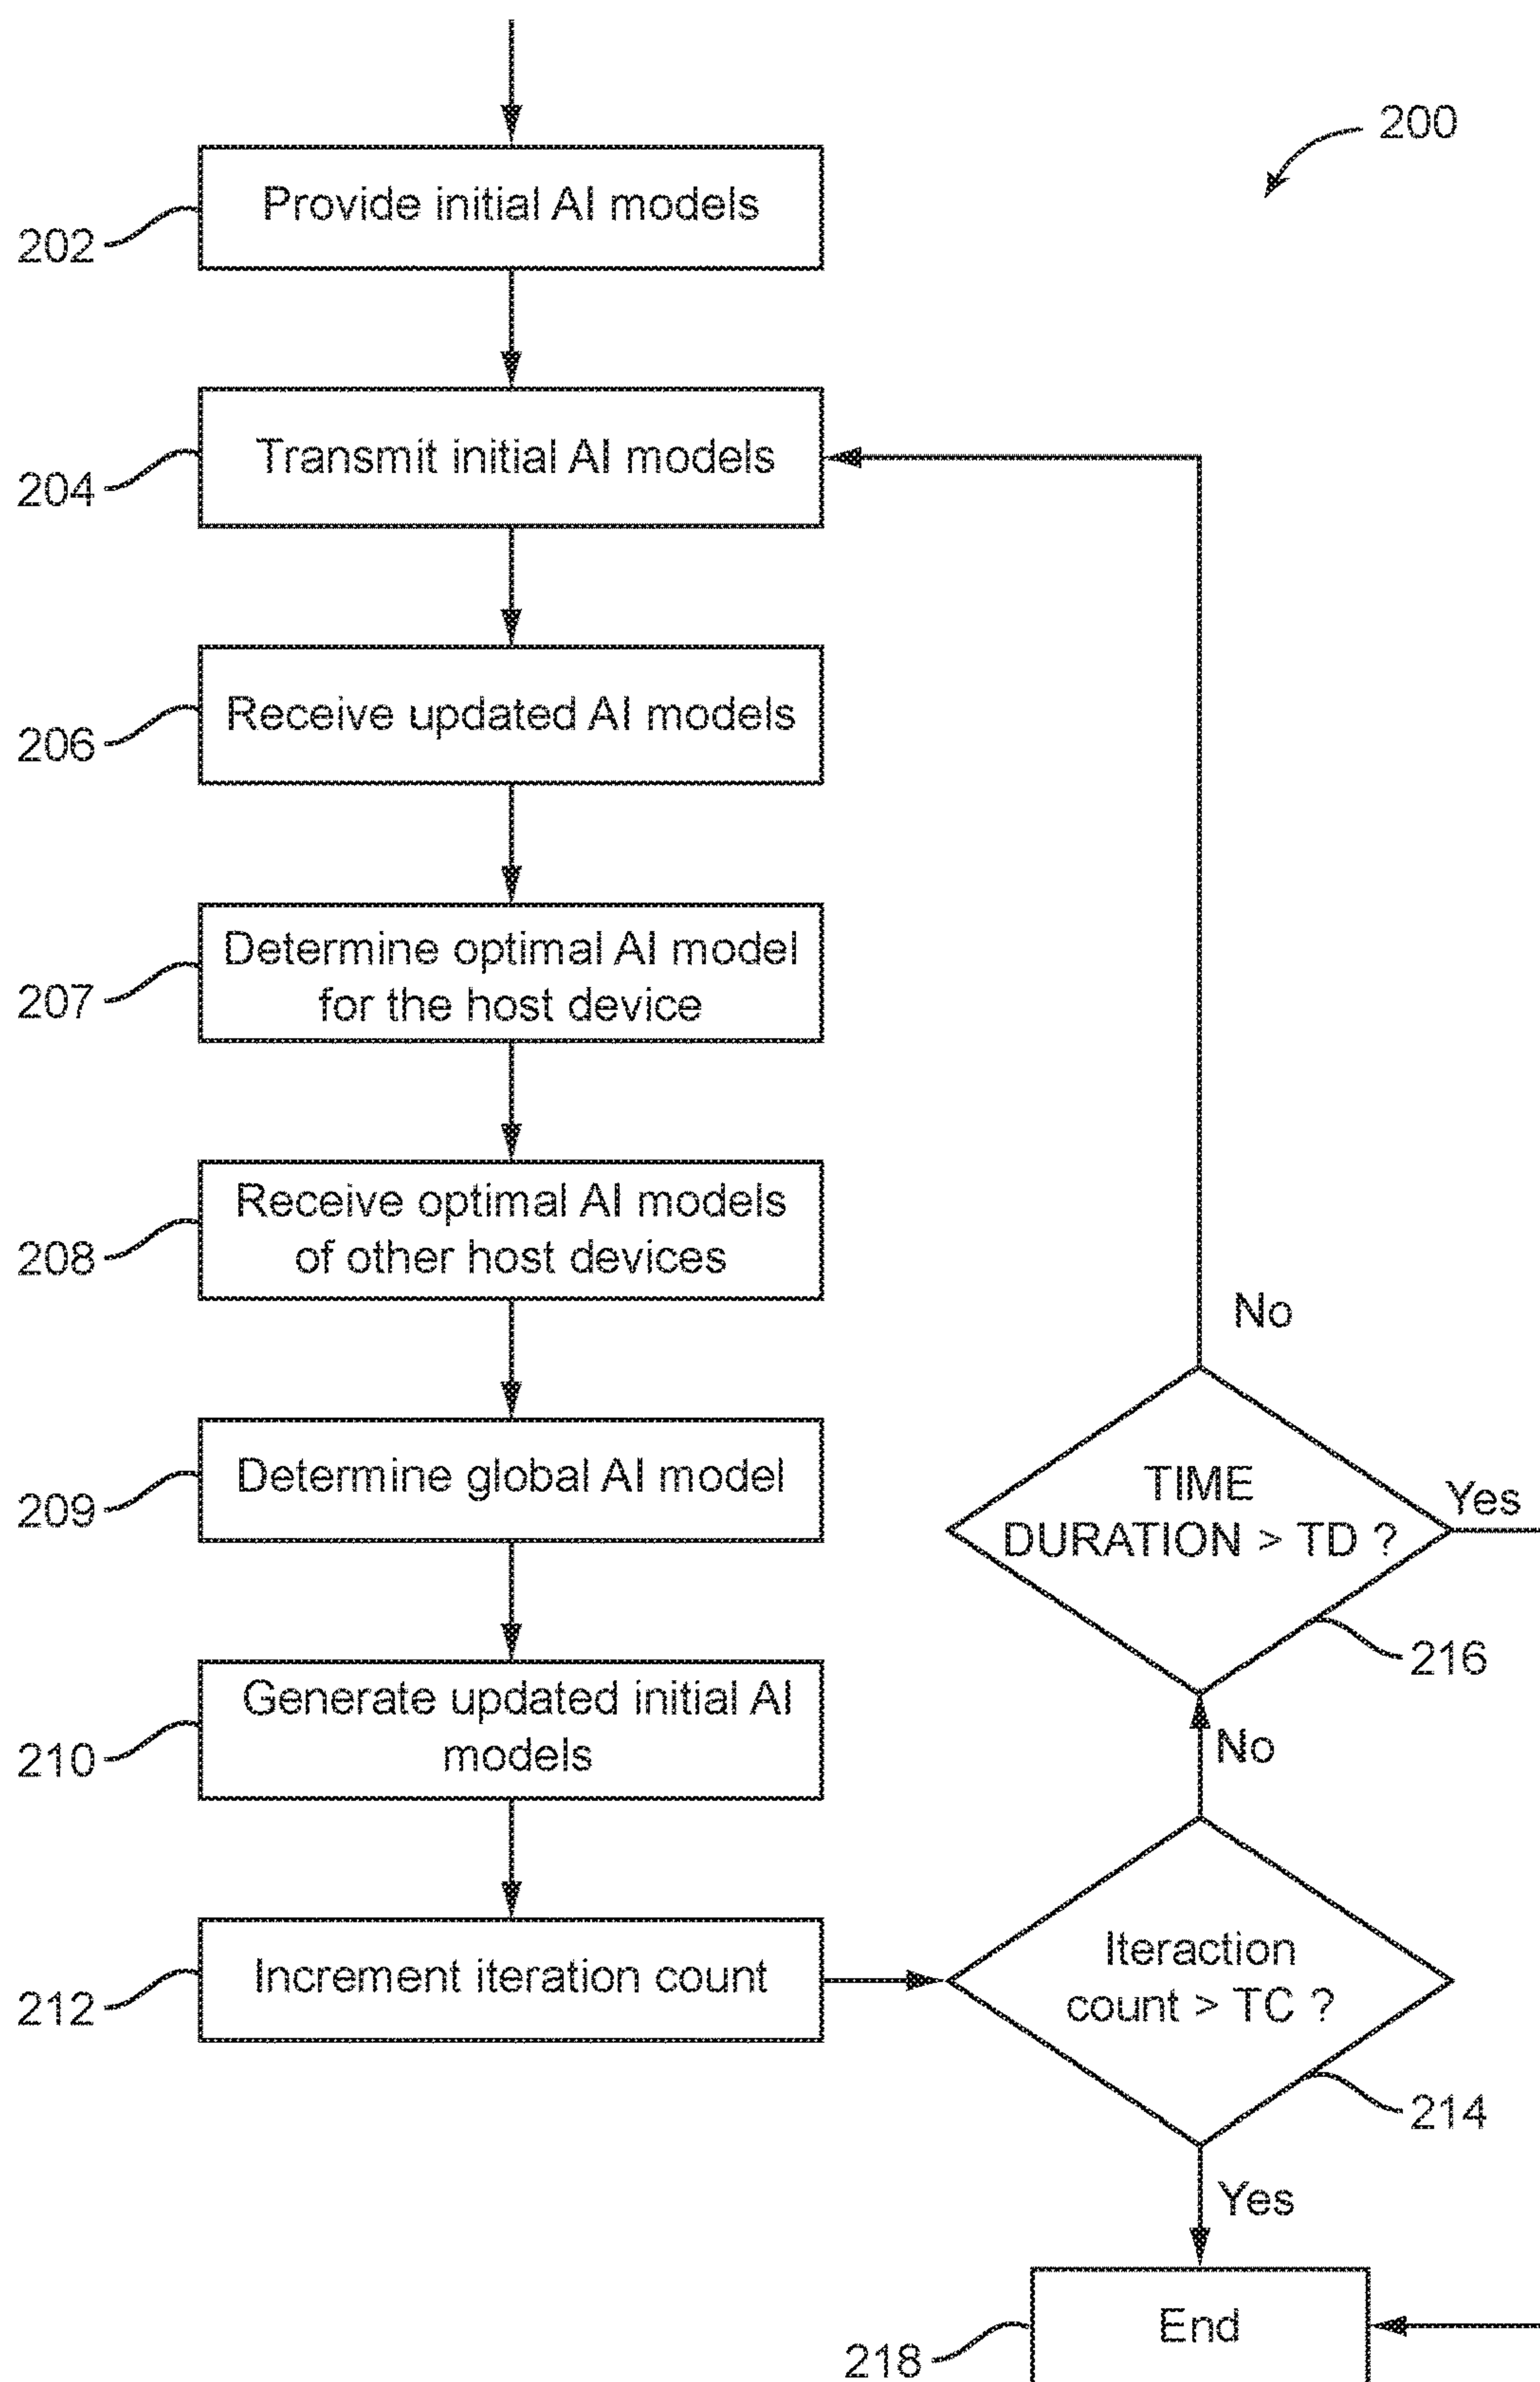 200
Provide initial AI models
202
Transmit initial AI models
204
Receive updated AI models
206
Determine optimal AI model
for the host device
207
Receive optimal AI models
of other host devices
208
No
Determine global AI model
209
TIME
DURATION > TD ?
Yes
216
Generate updated initial AI
models
210
No
Increment iteration count
212
Iteraction
count > TC ?
214
Yes
End
218